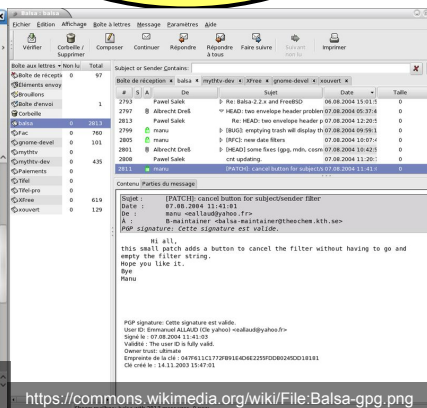 Balsa - balsa
Fichier Édition Affichage Boîte à lettres Message Paramètres Aide
Vérifier Corbeille / Supprimer Composer Continuer Répondre Répondre à tous Faire suivre Suivant non lu Imprimer
Boîte aux lettres Non lu Total
Boîte de réceptio 0 97
Éléments envoy
Brouillons
Boîte d'envoi 1
Corbeille
balsa 0 2813
Fac 0 760
gnome-devel 0 101
mythtv 0 0
mythtv-dev 0 435
Paiements 0 0
Tifel 0 0
Tifel-pro 0 0
XFree 0 619
xouvert 0 129
Subject or Sender Contains:
Boîte de réception balsa mythtv-dev XFree gnome-devel xouvert
# S A De Sujet Date Taille
2793 Pawel Salek Re: Balsa-2.2.x and FreeBSD 06.08.2004 15:01:5 0
2797 Albrecht Dreß HEAD: two envelope header problen 07.08.2004 05:37:4 0
2813 Pawel Salek Re: HEAD: two envelope header p 07.08.2004 12:20:5 0
2799 manu [BUG]: emptying trash will display th 07.08.2004 09:59:1 0
2805 manu [RFC]: new date filters 07.08.2004 10:07:4 0
2801 Albrecht Dreß [HEAD] some fixes (gpg, mdn, cosm 07.08.2004 10:42:5 0
2808 Pawel Salek cnt updating. 07.08.2004 11:20: 0
2811 manu [PATCH]: cancel button for subject/s 07.08.2004 11:41:0 0
Contenu Parties du message
Sujet : [PATCH]: cancel button for subject/sender filter
Date : 07.08.2004 11:41:01
De : manu <eallaud@yahoo.fr>
À : B-maintainer <balsa-maintainer@theochem.kth.se>
PGP signature: Cette signature est valide.
Hi all,
this small patch adds a button to cancel the filter without having to go and
empty the filter string.
Hope you like it.
Bye
Manu
PGP signature: Cette signature est valide.
User ID: Emmanuel ALLAUD (Cle yahoo) <eallaud@yahoo.fr>
Signé le : 07.08.2004 11:41:03
Validité : The user ID is fully valid.
Owner trust: ultimate
Empreinte de la clé : 047F611C1772FB91E4D6E2255FDDB0245DD18181
Clé créé le : 14.11.2003 15:47:01
https://commons.wikimedia.org/wiki/File:Balsa-gpg.png